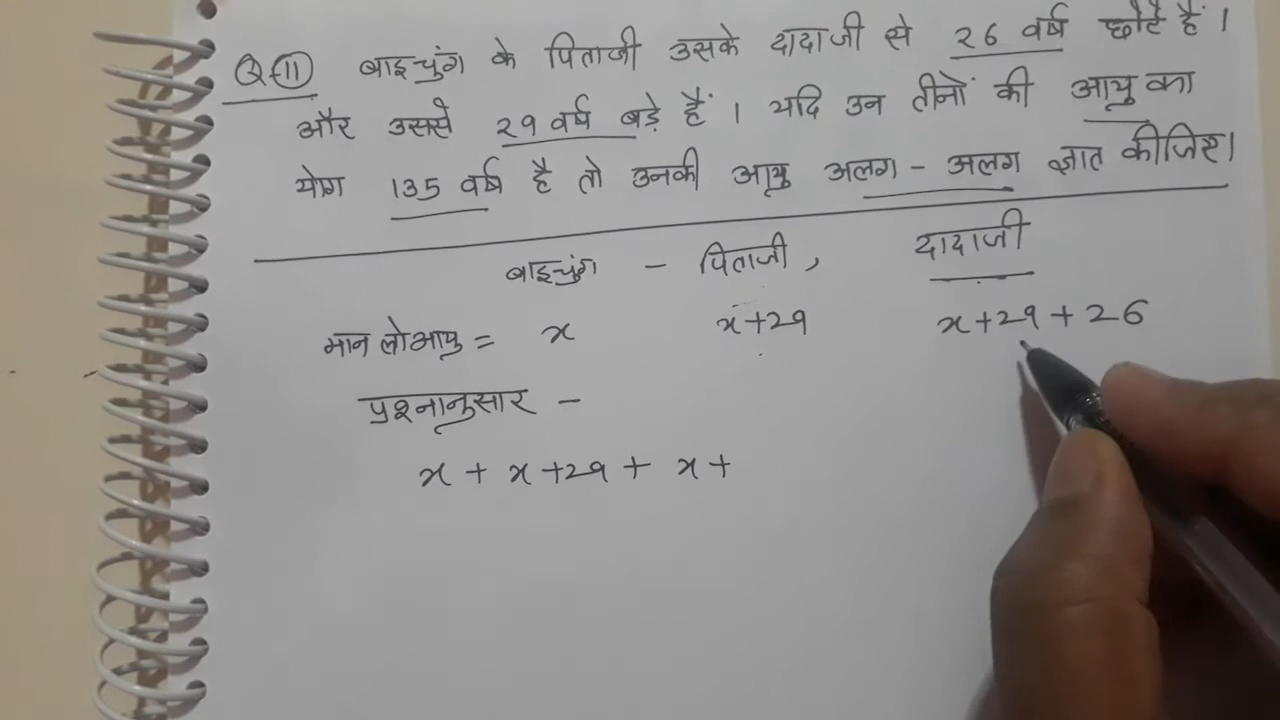 Q-11 बाइचुंग के पिताजी उसके दादाजी से 26 वर्ष छोटे हैं।
और उससे 29 वर्ष बड़े हैं। यदि उन तीनों की आयु का
योग 135 वर्ष है तो उनकी आयु अलग - अलग ज्ञात कीजिए।
बाइचुंग - पिताजी, दादाजी
मान लो आयु = x x+29 x+29+26
प्रश्नानुसार -
x + x +29 + x +